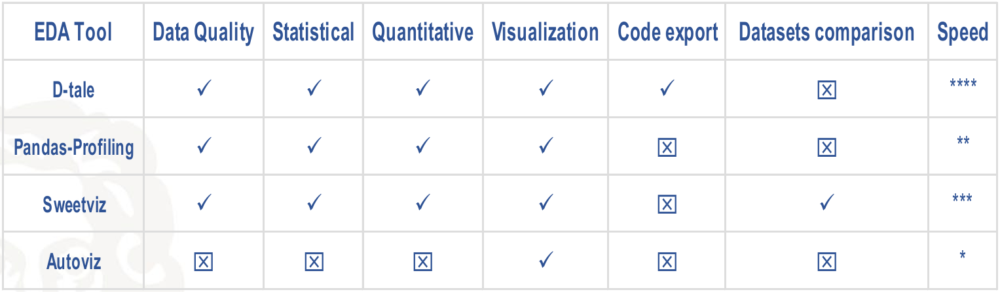 EDA Tool Data Quality Statistical Quantitative Visualization Code export Datasets comparison Speed
D-tale ✓ ✓ ✓ ✓ ✓ ☒ ****
Pandas-Profiling ✓ ✓ ✓ ✓ ☒ ☒ **
Sweetviz ✓ ✓ ✓ ✓ ☒ ✓ ***
Autoviz ☒ ☒ ☒ ✓ ☒ ☒ *